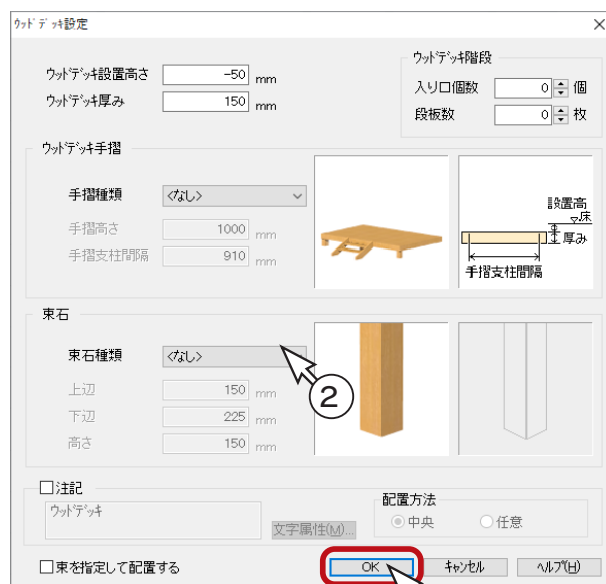 ウッドデッキ設定
ウッドデッキ設置高さ -50 mm
ウッドデッキ厚み 150 mm
ウッドデッキ階段
入り口個数 0 個
段板数 0 枚
ウッドデッキ手摺
手摺種類 <なし>
手摺高さ 1000 mm
手摺支柱間隔 910 mm
設置高
床
厚み
手摺支柱間隔
束石
束石種類 <なし>
②
上辺 150 mm
下辺 225 mm
高さ 150 mm
注記
ウッドデッキ
文字属性(M)...
配置方法
中央 任意
束を指定して配置する
OK キャンセル ヘルプ(H)